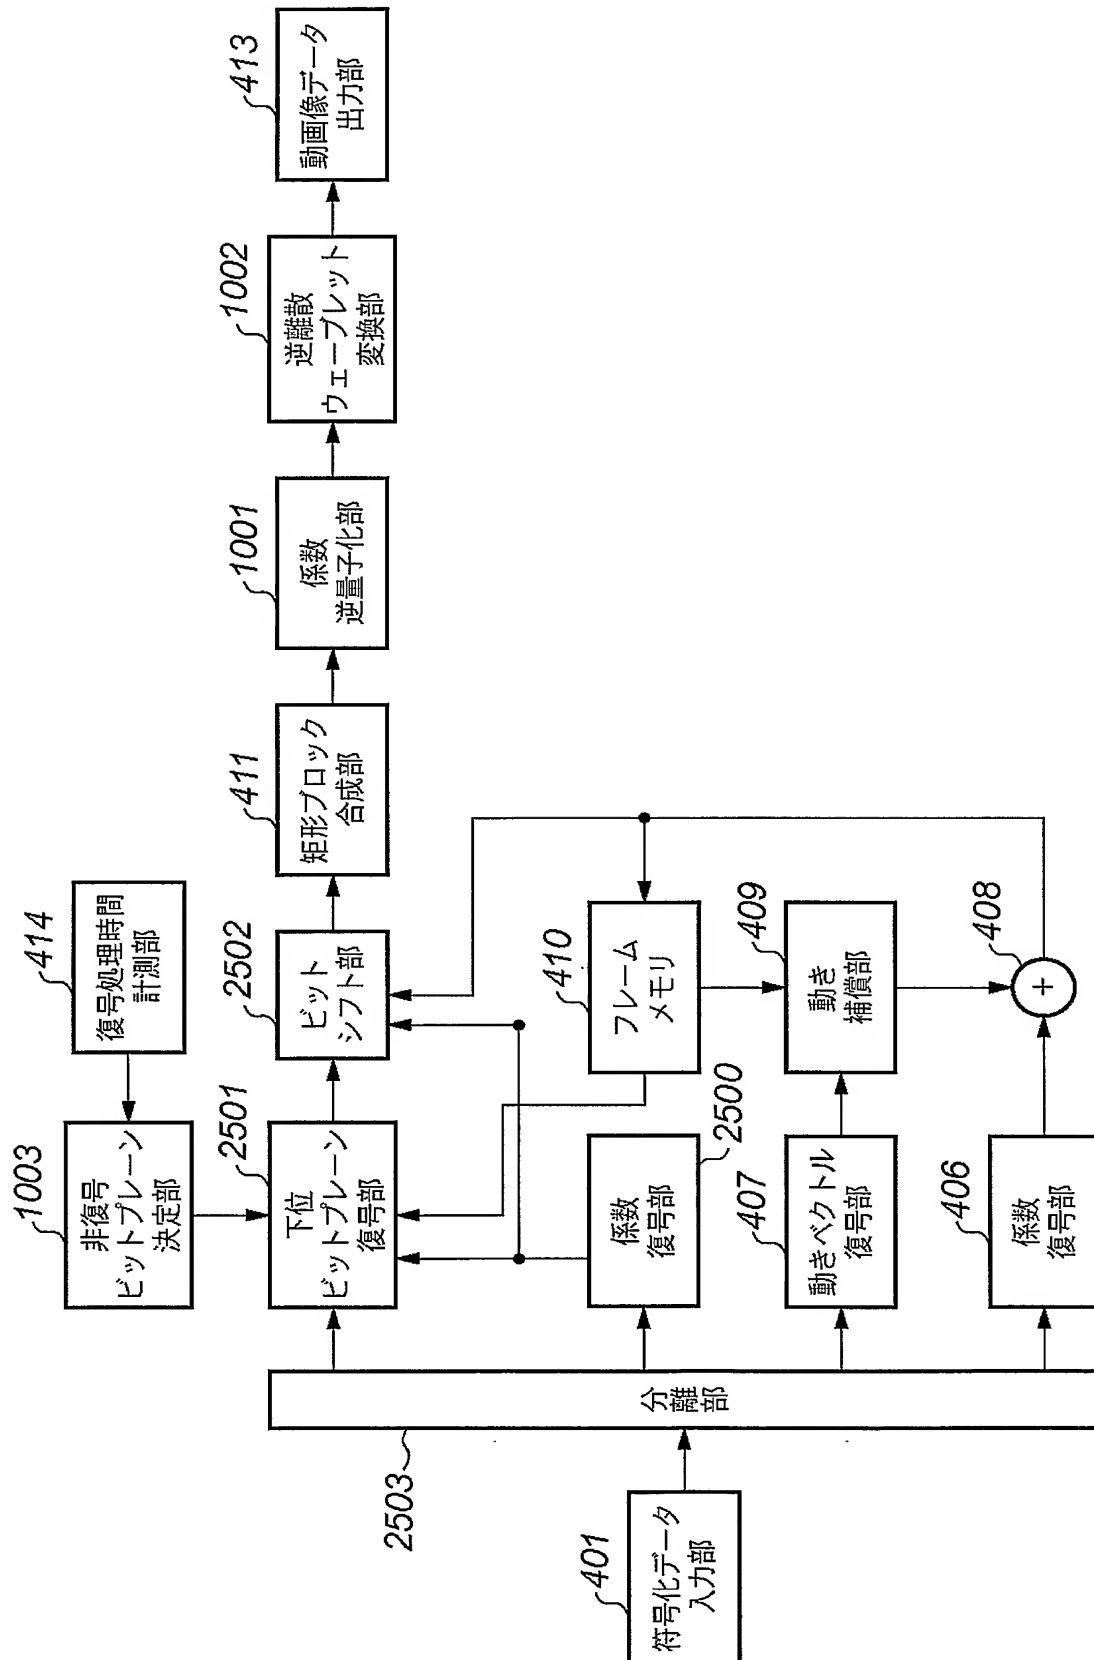 413
動画像データ
出力部
1002
逆離散
ウェーブレット
変換部
1001
係数
逆量子化部
411
矩形ブロック
合成部
414
復号処理時間
計測部
2502
ビット
シフト部
1003
非復号
ビットプレーン
決定部
2501
下位
ビットプレーン
復号部
410
フレーム
メモリ
409
動き
補償部
408
+
2500
係数
復号部
407
動きベクトル
復号部
406
係数
復号部
2503
分離部
401
符号化データ
入力部